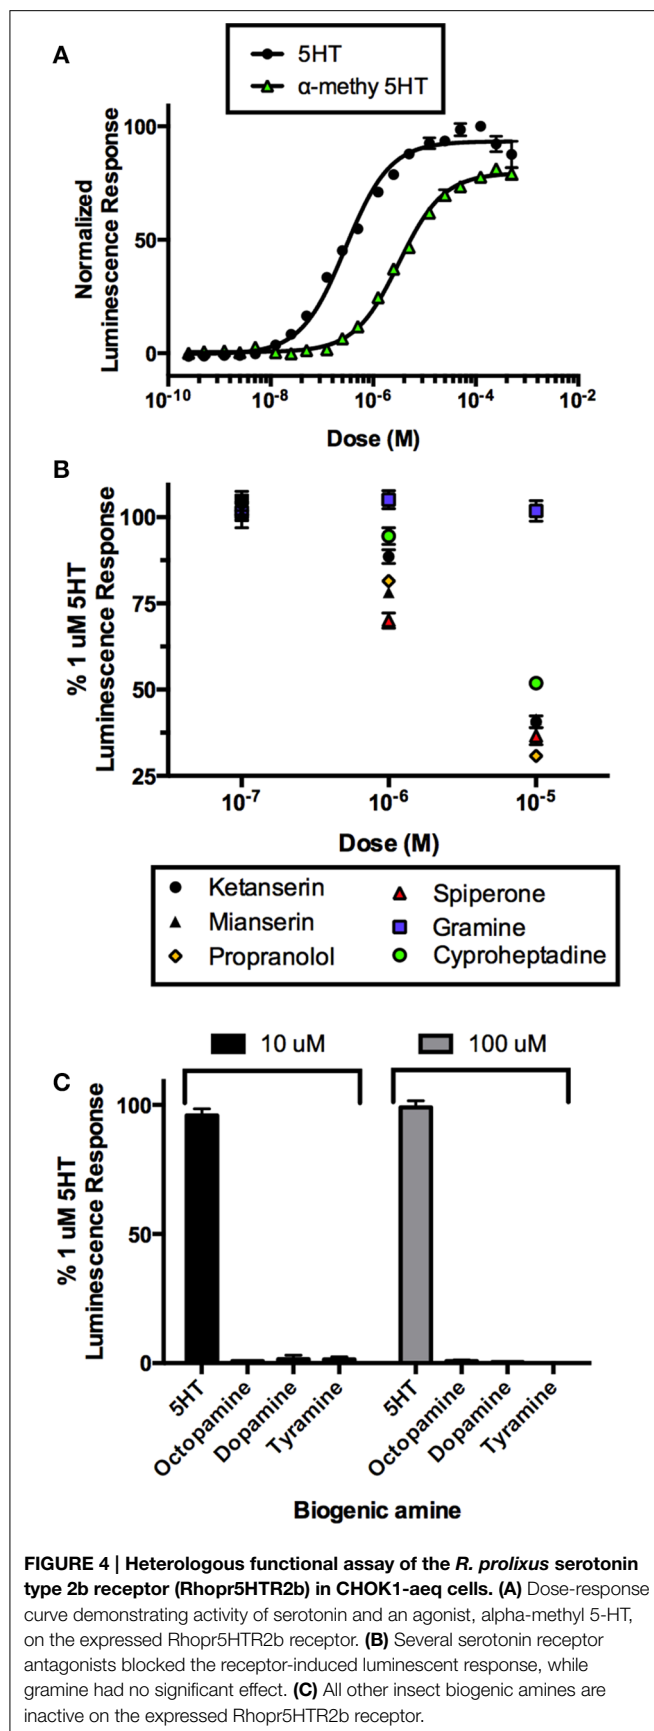 A
5HT
α-methy 5HT
Normalized
Luminescence Response
100
50
0
10-10
10-8
10-6
10-4
10-2
Dose (M)
B
% 1 uM 5HT
Luminescence Response
100
75
50
25
10-7
10-6
10-5
Dose (M)
Ketanserin
Mianserin
Propranolol
Spiperone
Gramine
Cyproheptadine
10 uM
100 uM
C
% 1 uM 5HT
Luminescence Response
100
50
0
5HT
Octopamine
Dopamine
Tyramine
5HT
Octopamine
Dopamine
Tyramine
Biogenic amine
FIGURE 4 | Heterologous functional assay of the R. prolixus serotonin
type 2b receptor (Rhopr5HTR2b) in CHOK1-aeq cells. (A) Dose-response
curve demonstrating activity of serotonin and an agonist, alpha-methyl 5-HT,
on the expressed Rhopr5HTR2b receptor. (B) Several serotonin receptor
antagonists blocked the receptor-induced luminescent response, while
gramine had no significant effect. (C) All other insect biogenic amines are
inactive on the expressed Rhopr5HTR2b receptor.